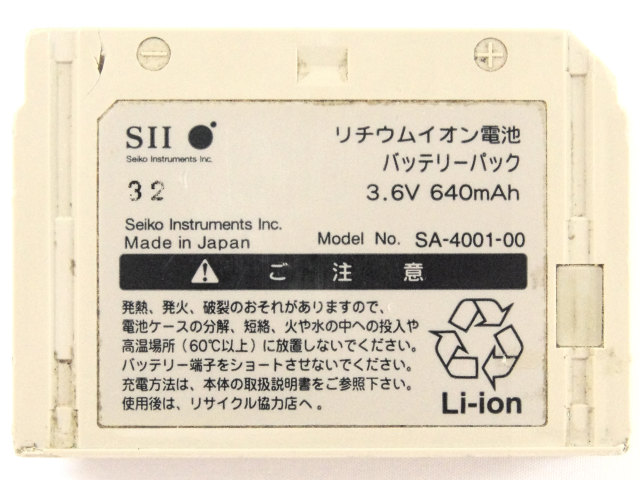 SII
Seiko Instruments Inc.
32
リチウムイオン電池
バッテリーパック
3.6V 640mAh
Seiko Instruments Inc.
Made in Japan
Model No. SA-4001-00
ご注意
発熱、発火、破裂のおそれがありますので、
電池ケースの分解、短絡、火や水の中への投入や
高温場所(60℃以上)に放置しないでください。
バッテリー端子をショートさせないでください。
充電方法は、本体の取扱説明書をご参照下さい。
使用後は、リサイクル協力店へ。
Li-ion